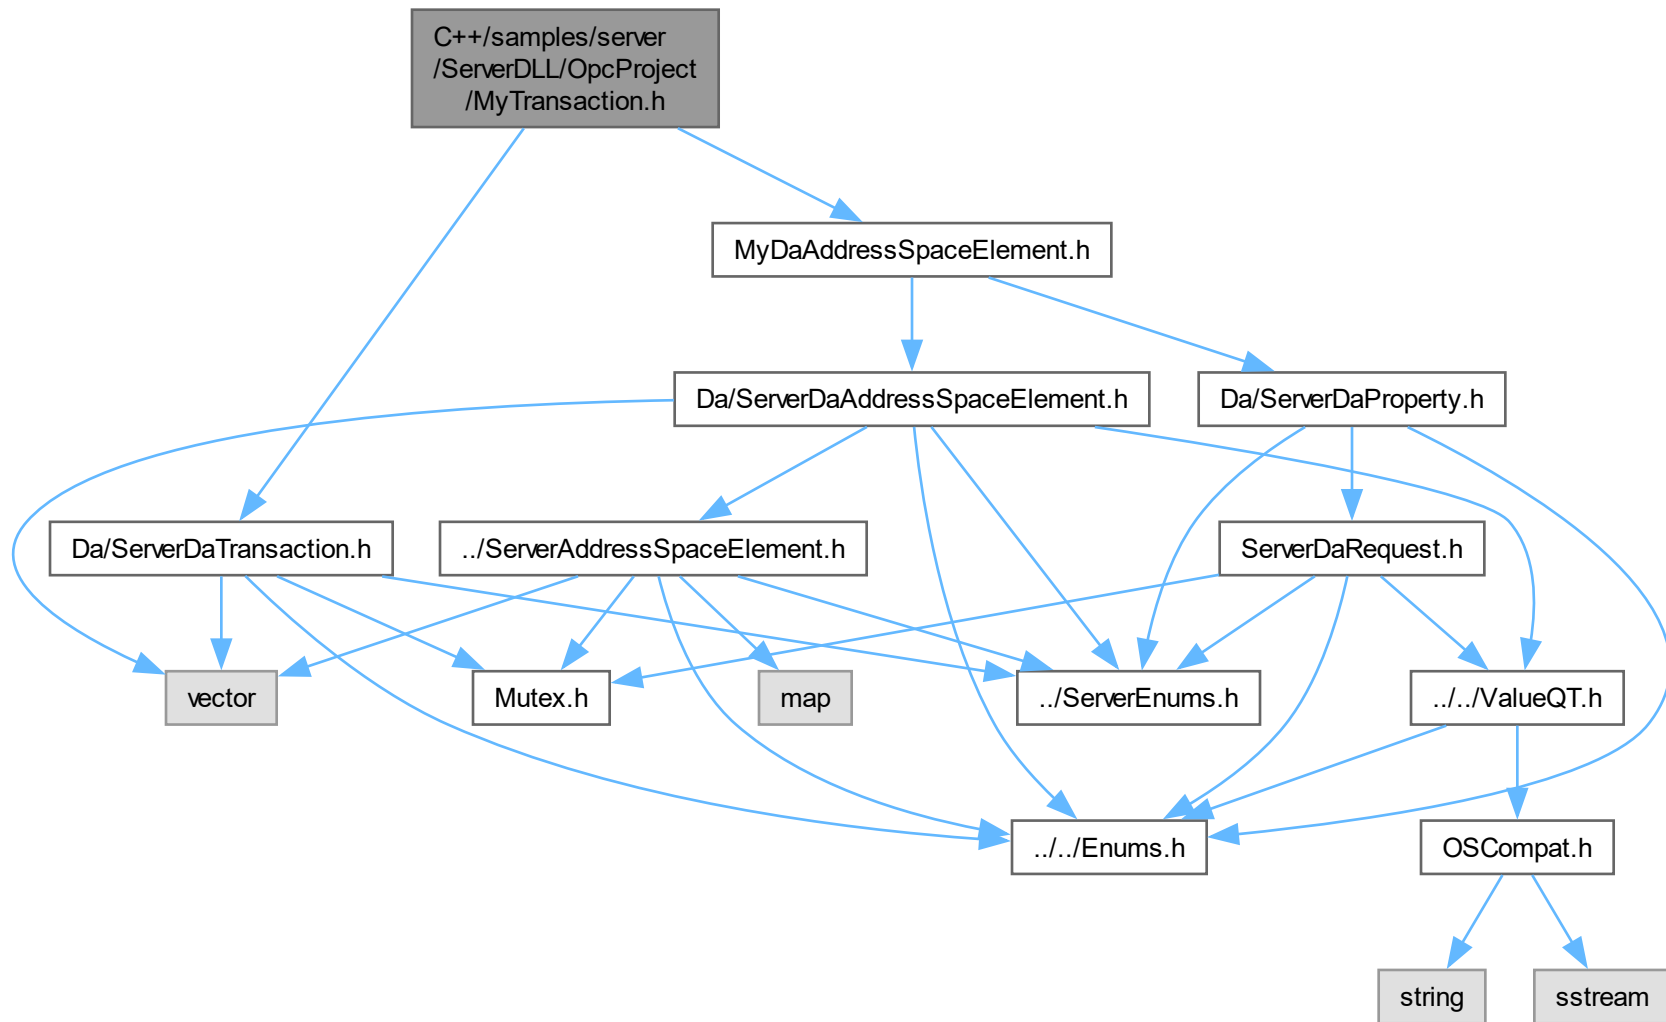 C++/samples/server
/ServerDLL/OpcProject
/MyTransaction.h
MyDaAddressSpaceElement.h
Da/ServerDaAddressSpaceElement.h
Da/ServerDaProperty.h
Da/ServerDaTransaction.h
../ServerAddressSpaceElement.h
ServerDaRequest.h
vector
Mutex.h
map
../ServerEnums.h
../../ValueQT.h
../../Enums.h
OSCompat.h
string
sstream